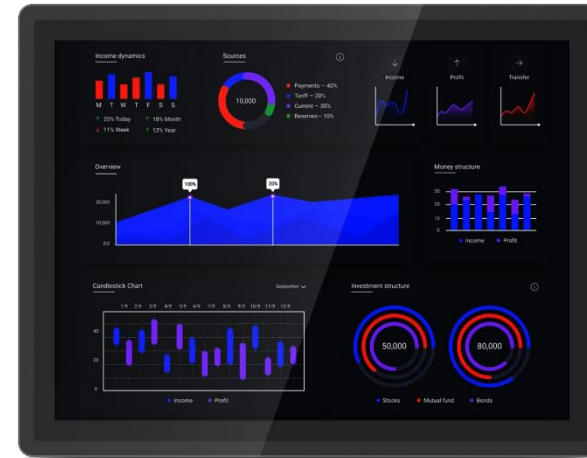 Income dynamics
M T W T F S S
↑ 25% Today ↑ 18% Month
↓ 11% Week ↑ 12% Year
Sources
10,000
Payments – 40%
Tariff – 20%
Current – 30%
Reserves– 10%
↓
Income
↑
Profit
→
Transfer
Overview
100%
20%
20,000
10,000
0.0
Money structure
30
20
10
0
Income Profit
Candlestick Chart
September
1/9 2/9 3/9 4/9 5/9 6/9 7/9 8/9 9/9 10/9 11/9 12/9
40
20
0
Income Profit
Investment structure
50,000
80,000
Stocks Mutual fund Bonds